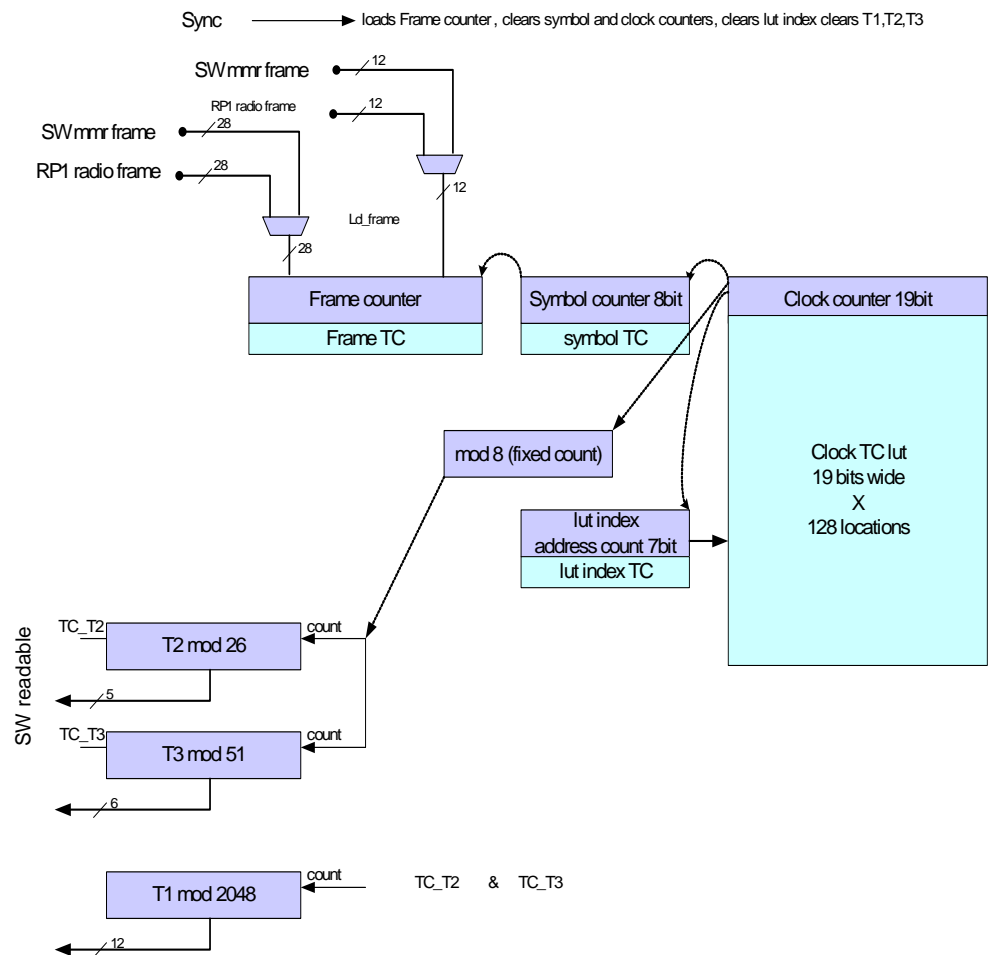 Sync
loads Frame counter , clears symbol and clock counters, clears lut index clears T1,T2,T3
SW mmr frame
12
RP1 radio frame
12
SW mmr frame
28
RP1 radio frame
28
12
Ld_frame
28
Frame counter
Frame TC
Symbol counter 8bit
symbol TC
Clock counter 19bit
Clock TC lut
19 bits wide
X
128 locations
mod 8 (fixed count)
lut index
address count 7bit
lut index TC
SW readable
TC_T2
T2 mod 26
count
5
TC_T3
T3 mod 51
count
6
T1 mod 2048
count
TC_T2 & TC_T3
12